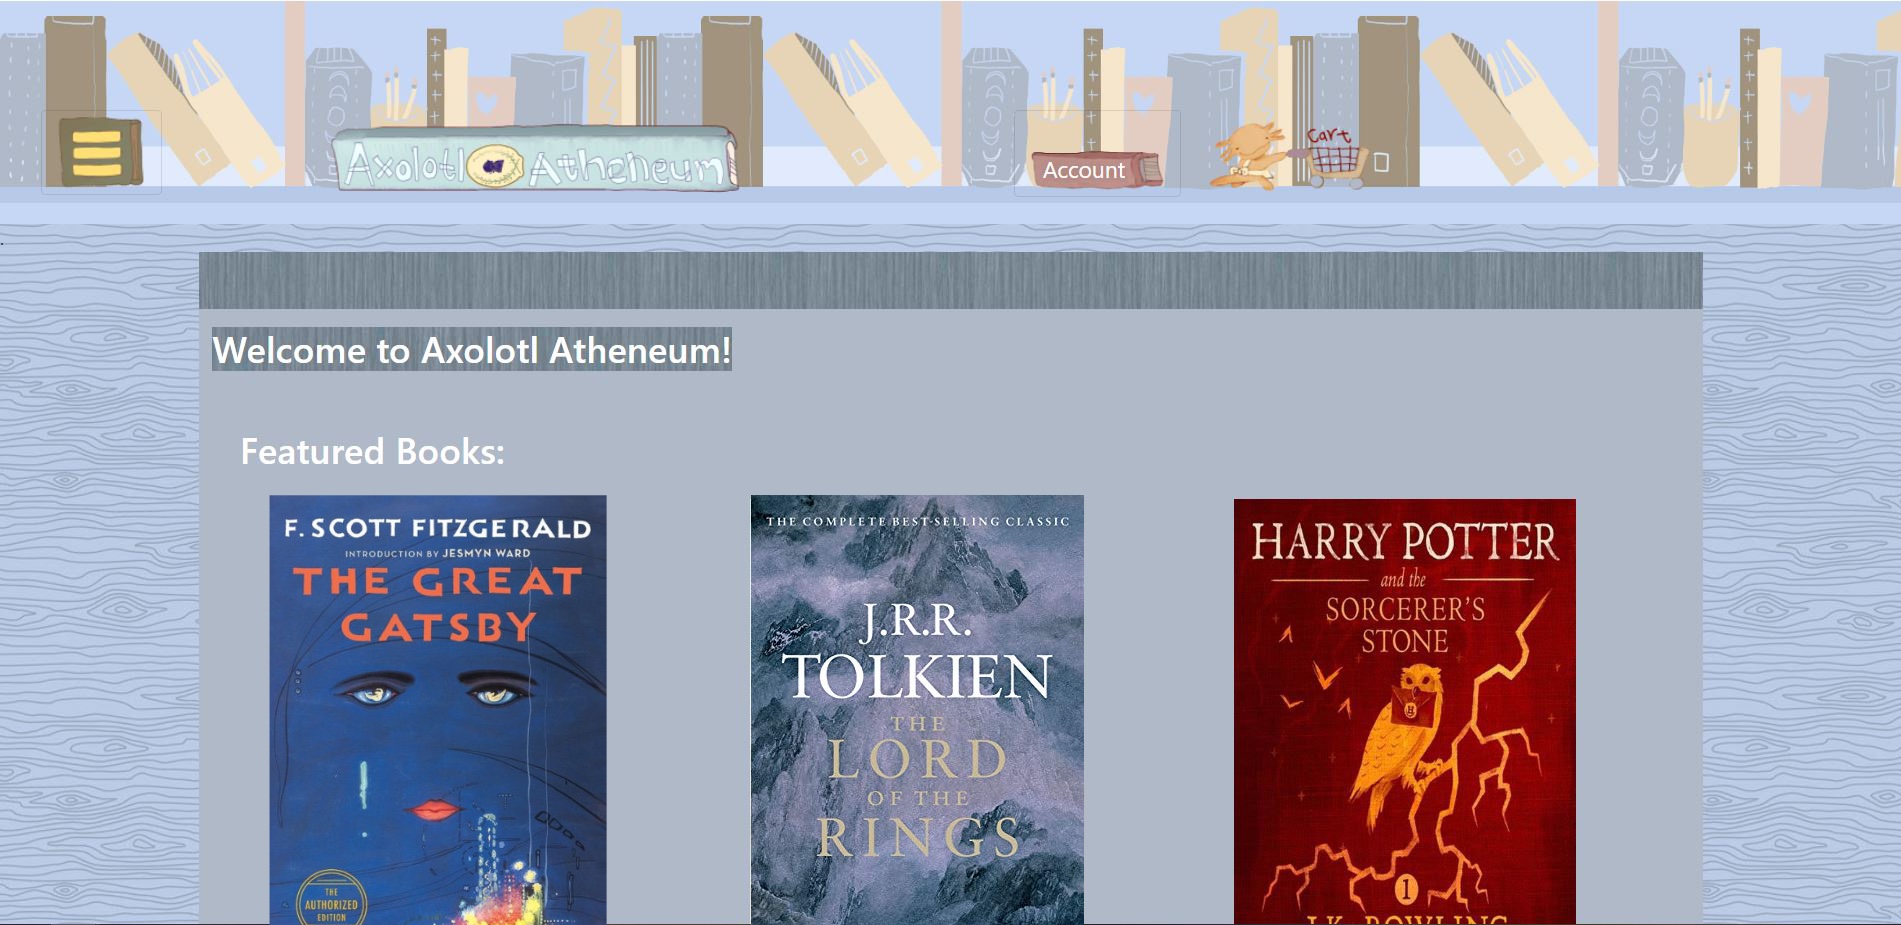 Axolotl Atheneum
Account
cart
Welcome to Axolotl Atheneum!
Featured Books:
F. SCOTT FITZGERALD
INTRODUCTION BY JESMYN WARD
THE GREAT
GATSBY
THE
AUTHORIZED
EDITION
THE COMPLETE BEST-SELLING CLASSIC
J.R.R.
TOLKIEN
THE
LORD
OF THE
RINGS
HARRY POTTER
and the
SORCERER'S
STONE
H
1
J.K. ROWLING